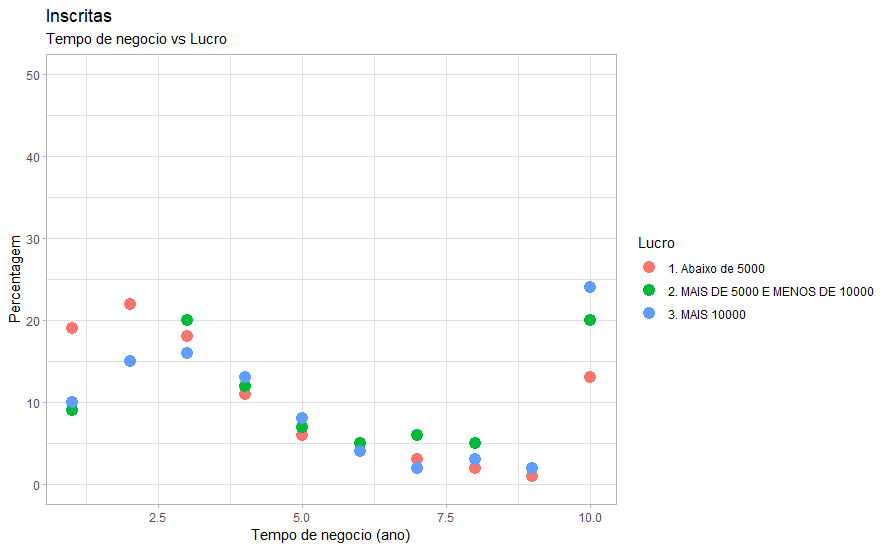 Inscritas
Tempo de negocio vs Lucro
50
40
30
20
10
0
Percentagem
2.5
5.0
7.5
10.0
Tempo de negocio (ano)
Lucro
1. Abaixo de 5000
2. MAIS DE 5000 E MENOS DE 10000
3. MAIS 10000